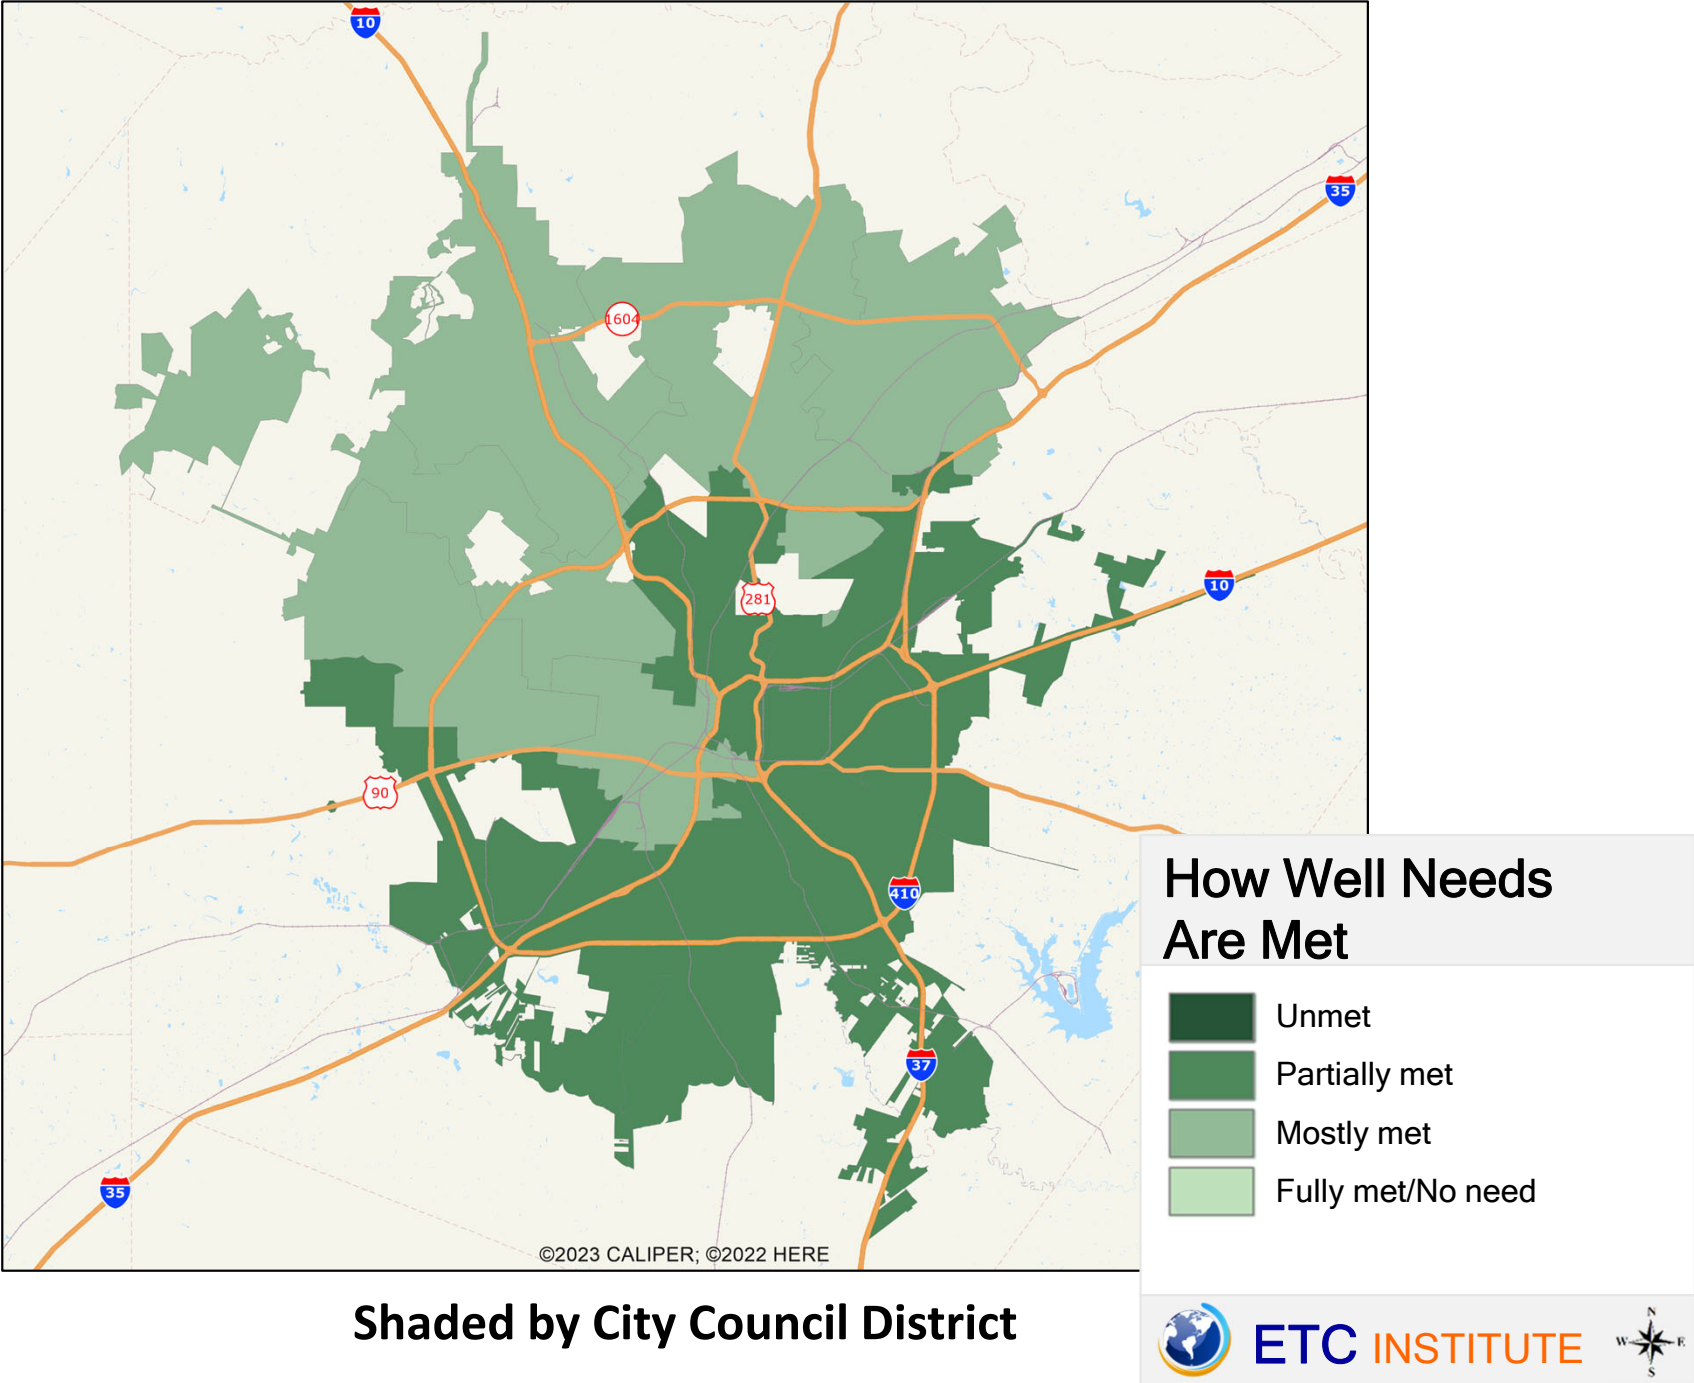 10
35
1604
10
281
90
410
37
35
©2023 CALIPER; ©2022 HERE
Shaded by City Council District
How Well Needs
Are Met
Unmet
Partially met
Mostly met
Fully met/No need
ETC INSTITUTE
N
W E
S